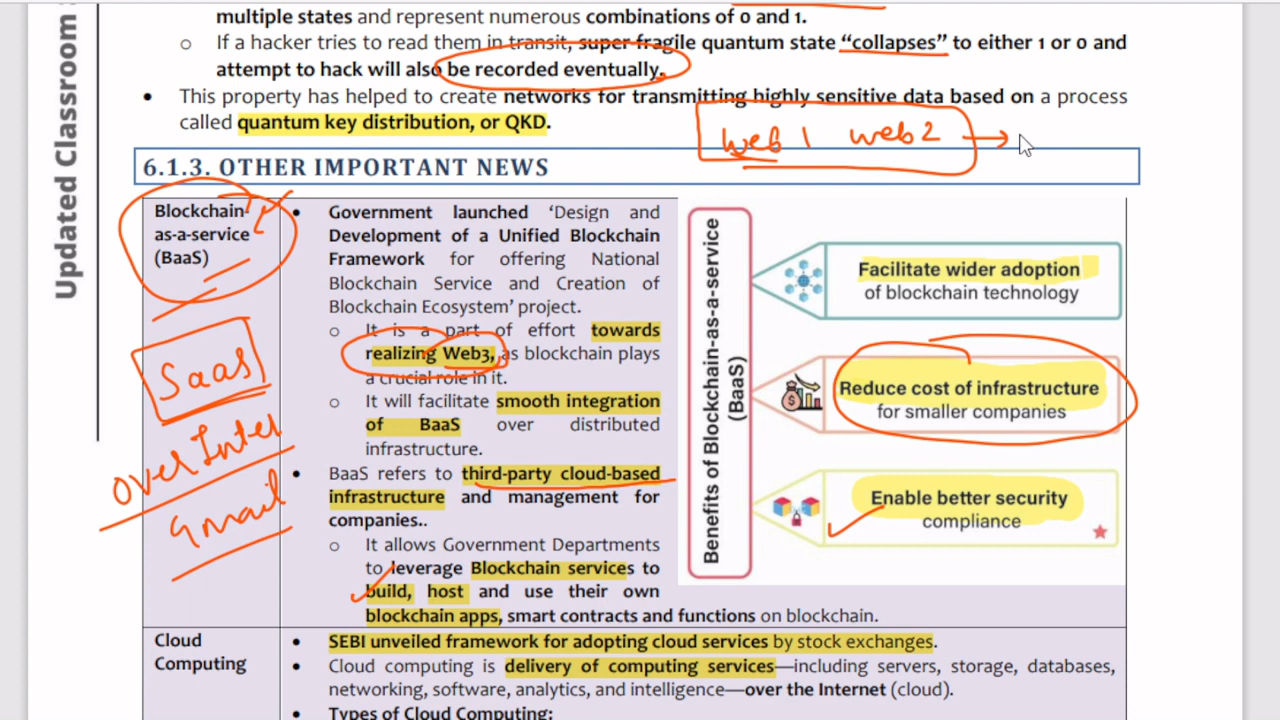 multiple states and represent numerous combinations of 0 and 1.
o If a hacker tries to read them in transit, super fragile quantum state “collapses” to either 1 or 0 and
attempt to hack will also be recorded eventually.
• This property has helped to create networks for transmitting highly sensitive data based on a process
called quantum key distribution, or QKD.
web 1 web 2 →
6.1.3. OTHER IMPORTANT NEWS
Updated Classroom
Blockchain-
as-a-service
(BaaS)
SaaS
over Inter
Gmail
• Government launched ‘Design and
Development of a Unified Blockchain
Framework for offering National
Blockchain Service and Creation of
Blockchain Ecosystem’ project.
o It is a part of effort towards
realizing Web3, as blockchain plays
a crucial role in it.
o It will facilitate smooth integration
of BaaS over distributed
infrastructure.
• BaaS refers to third-party cloud-based
infrastructure and management for
companies..
o It allows Government Departments
to leverage Blockchain services to
build, host and use their own
blockchain apps, smart contracts and functions on blockchain.
Benefits of Blockchain-as-a-service
(BaaS)
Facilitate wider adoption
of blockchain technology
Reduce cost of infrastructure
for smaller companies
Enable better security
compliance
Cloud
Computing
• SEBI unveiled framework for adopting cloud services by stock exchanges.
• Cloud computing is delivery of computing services—including servers, storage, databases,
networking, software, analytics, and intelligence—over the Internet (cloud).
• Types of Cloud Computing: